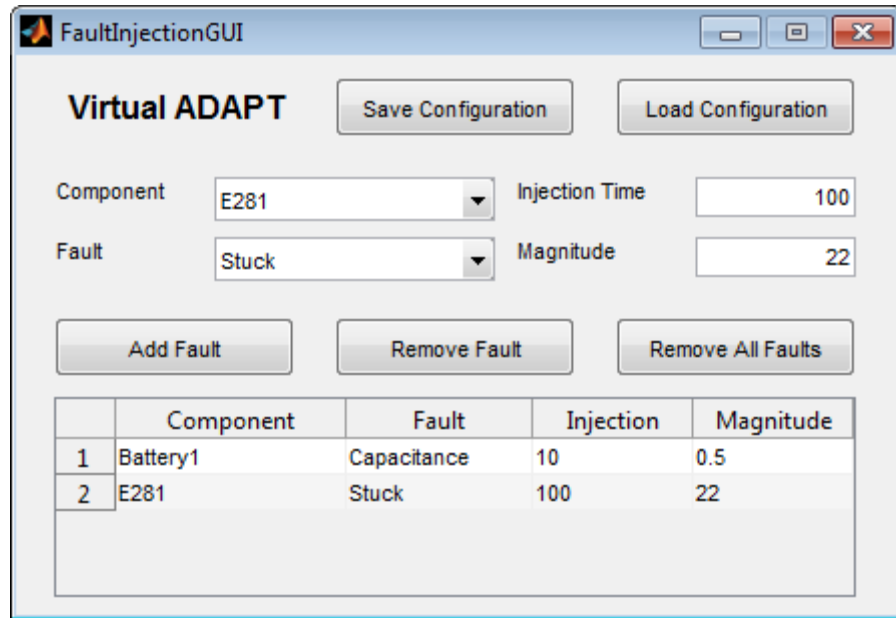 FaultInjectionGUI
Virtual ADAPT Save Configuration Load Configuration
Component E281 Injection Time 100
Fault Stuck Magnitude 22
Add Fault Remove Fault Remove All Faults
Component Fault Injection Magnitude
1 Battery1 Capacitance 10 0.5
2 E281 Stuck 100 22